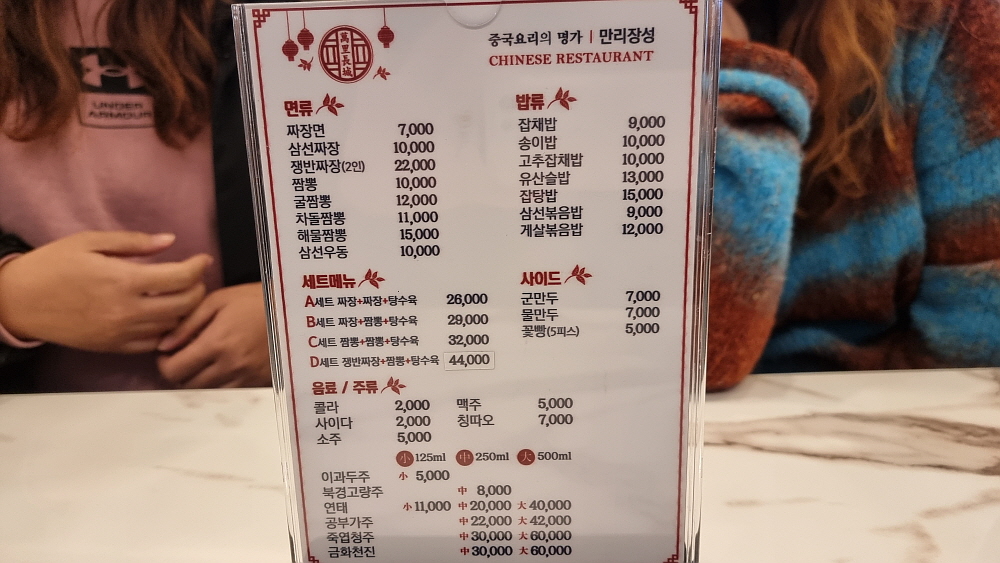 UNDER
ARMOUR
萬里長城
중국요리의 명가 | 만리장성
CHINESE RESTAURANT
면류
짜장면 7,000
삼선짜장 10,000
쟁반짜장(2인) 22,000
짬뽕 10,000
굴짬뽕 12,000
차돌짬뽕 11,000
해물짬뽕 15,000
삼선우동 10,000
밥류
잡채밥 9,000
송이밥 10,000
고추잡채밥 10,000
유산슬밥 13,000
잡탕밥 15,000
삼선볶음밥 9,000
게살볶음밥 12,000
세트메뉴
A세트 짜장+짜장+탕수육 26,000
B세트 짜장+짬뽕+탕수육 29,000
C세트 짬뽕+짬뽕+탕수육 32,000
D세트 쟁반짜장+짬뽕+탕수육 44,000
사이드
군만두 7,000
물만두 7,000
꽃빵(5피스) 5,000
음료 / 주류
콜라 2,000 맥주 5,000
사이다 2,000 칭따오 7,000
소주 5,000
小 125ml 中 250ml 大 500ml
이과두주 小 5,000
북경고량주 中 8,000
연태 小 11,000 中 20,000 大 40,000
공부가주 中 22,000 大 42,000
죽엽청주 中 30,000 大 60,000
금화천진 中 30,000 大 60,000